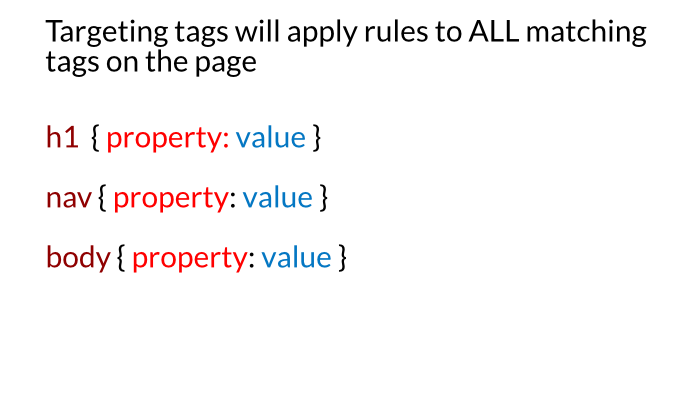 Targeting tags will apply rules to ALL matching
tags on the page
h1 { property: value }
nav { property: value }
body { property: value }